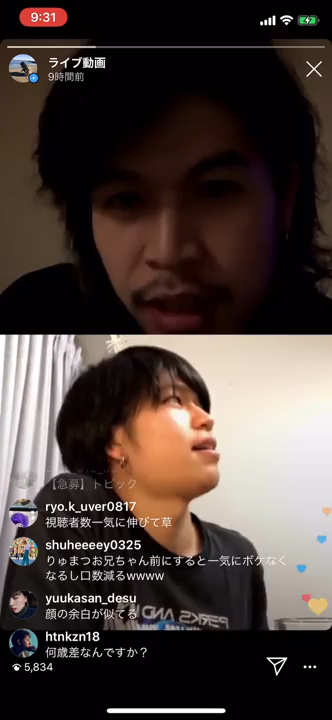 9:31
ライブ動画
9時間前
【急募】トピック
ryo.k_uver0817
視聴者数一気に伸びて草
shuheeeey0325
りゅまつお兄ちゃん前にすると一気にボケなく
なるし口数減るwwww
yuukasan_desu
顔の余白が似てる
htnkzn18
何歳差なんですか？
5,834